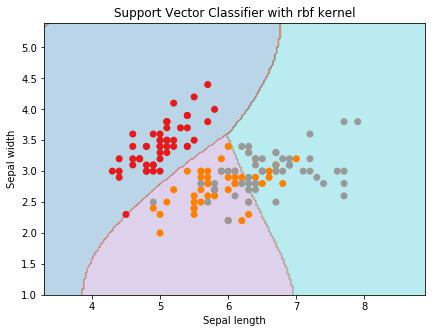 Support Vector Classifier with rbf kernel
Sepal width
5.0
4.5
4.0
3.5
3.0
2.5
2.0
1.5
1.0
4 5 6 7 8
Sepal length